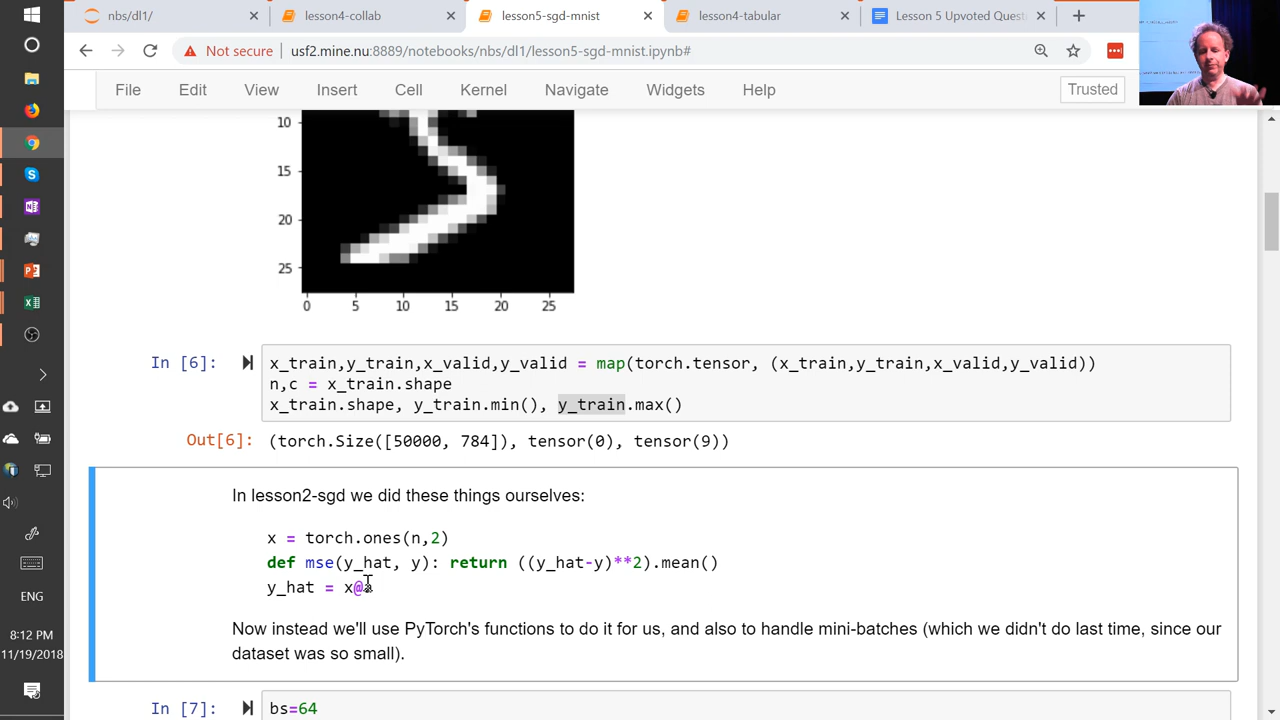 nbs/dl1/
lesson4-collab
lesson5-sgd-mnist
lesson4-tabular
Lesson 5 Upvoted Quest
Not secure | usf2.mine.nu:8889/notebooks/nbs/dl1/lesson5-sgd-mnist.ipynb#
File Edit View Insert Cell Kernel Navigate Widgets Help Trusted
10
15
20
25
0 5 10 15 20 25
In [6]: x_train,y_train,x_valid,y_valid = map(torch.tensor, (x_train,y_train,x_valid,y_valid))
n,c = x_train.shape
x_train.shape, y_train.min(), y_train.max()
Out[6]: (torch.Size([50000, 784]), tensor(0), tensor(9))
In lesson2-sgd we did these things ourselves:
x = torch.ones(n,2)
def mse(y_hat, y): return ((y_hat-y)**2).mean()
y_hat = x@a
Now instead we'll use PyTorch's functions to do it for us, and also to handle mini-batches (which we didn't do last time, since our
dataset was so small).
In [7]: bs=64
ENG
8:12 PM
11/19/2018